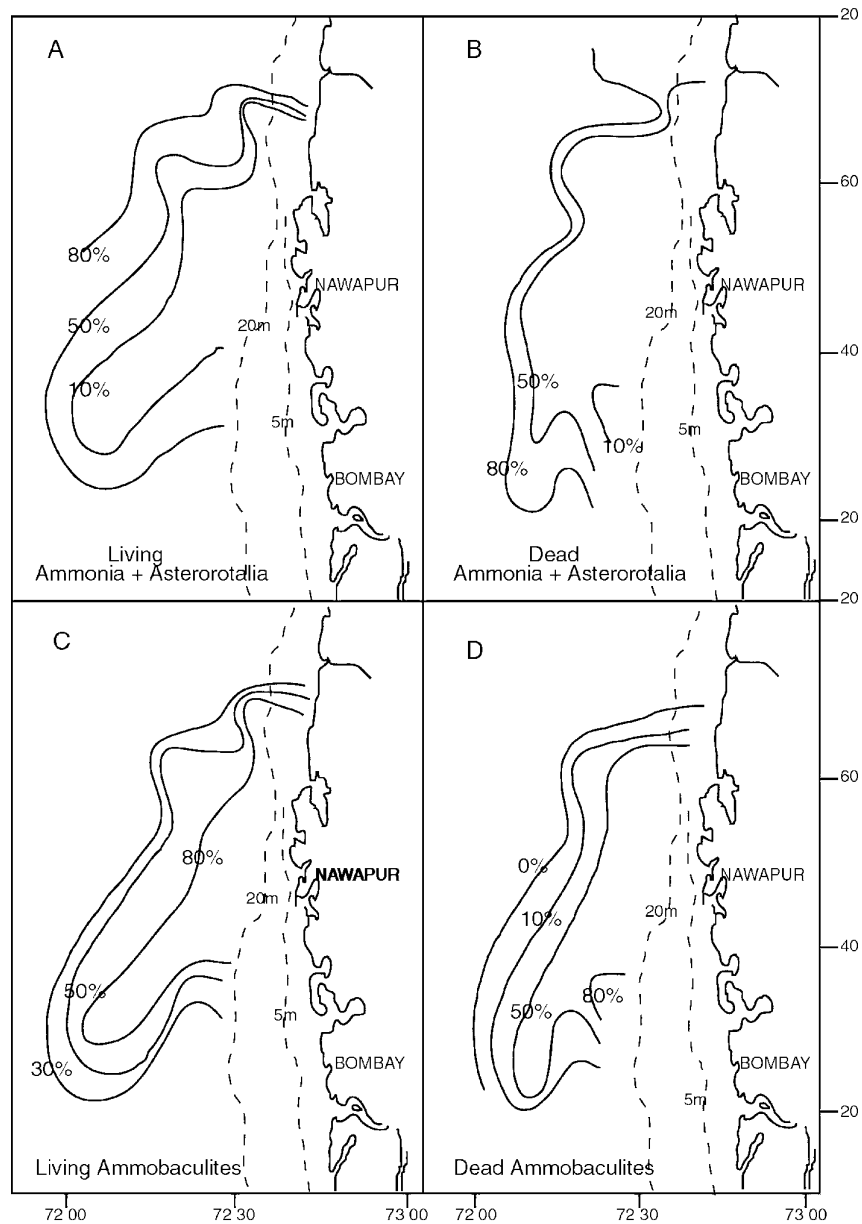 A
B
20
60
80%
NAWAPUR
NAWAPUR
50%
20m
20m
40
10%
50%
5m
5m
10%
80%
BOMBAY
BOMBAY
20
Living
Ammonia + Asterorotalia
Dead
Ammonia + Asterorotalia
20
C
D
60
80%
0%
NAWAPUR
NAWAPUR
20m
10%
20m
40
50%
80%
5m
50%
30%
BOMBAY
BOMBAY
5m
20
Living Ammobaculites
Dead Ammobaculites
72 00
72 30
73 00
72 00
72 30
73 00